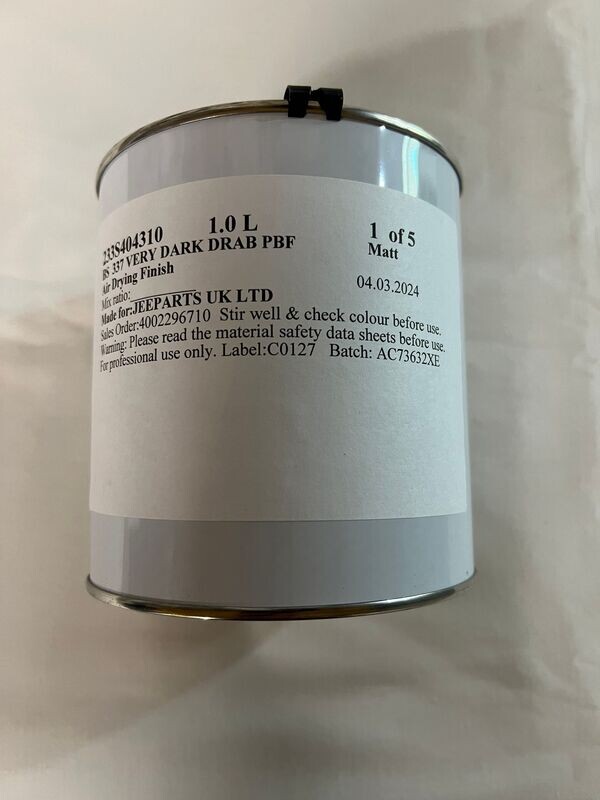 233S404310 1.0 L 1 of 5
BS 337 VERY DARK DRAB PBF Matt
Air Drying Finish 04.03.2024
Mix ratio:
Made for:JEEPARTS UK LTD
Sales Order:4002296710 Stir well & check colour before use.
Warning: Please read the material safety data sheets before use.
For professional use only. Label:C0127 Batch: AC73632XE